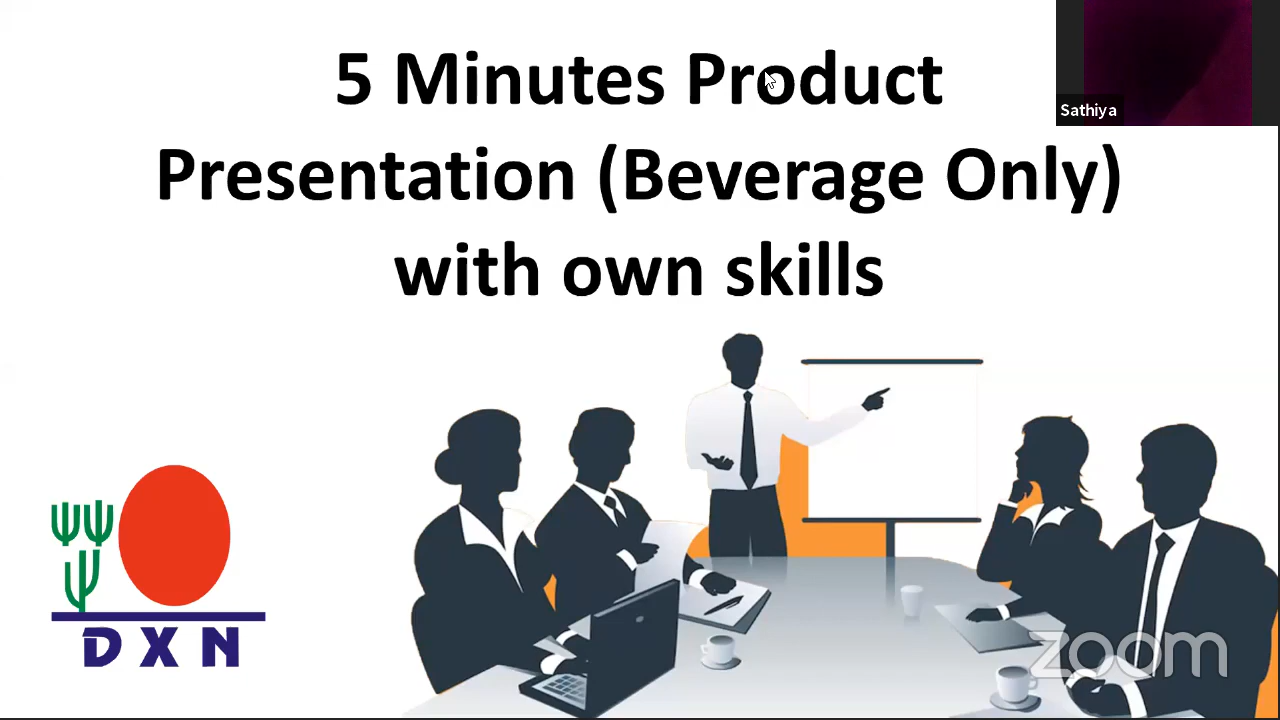 5 Minutes Product
Presentation (Beverage Only)
with own skills
Sathiya
DXN
zoom